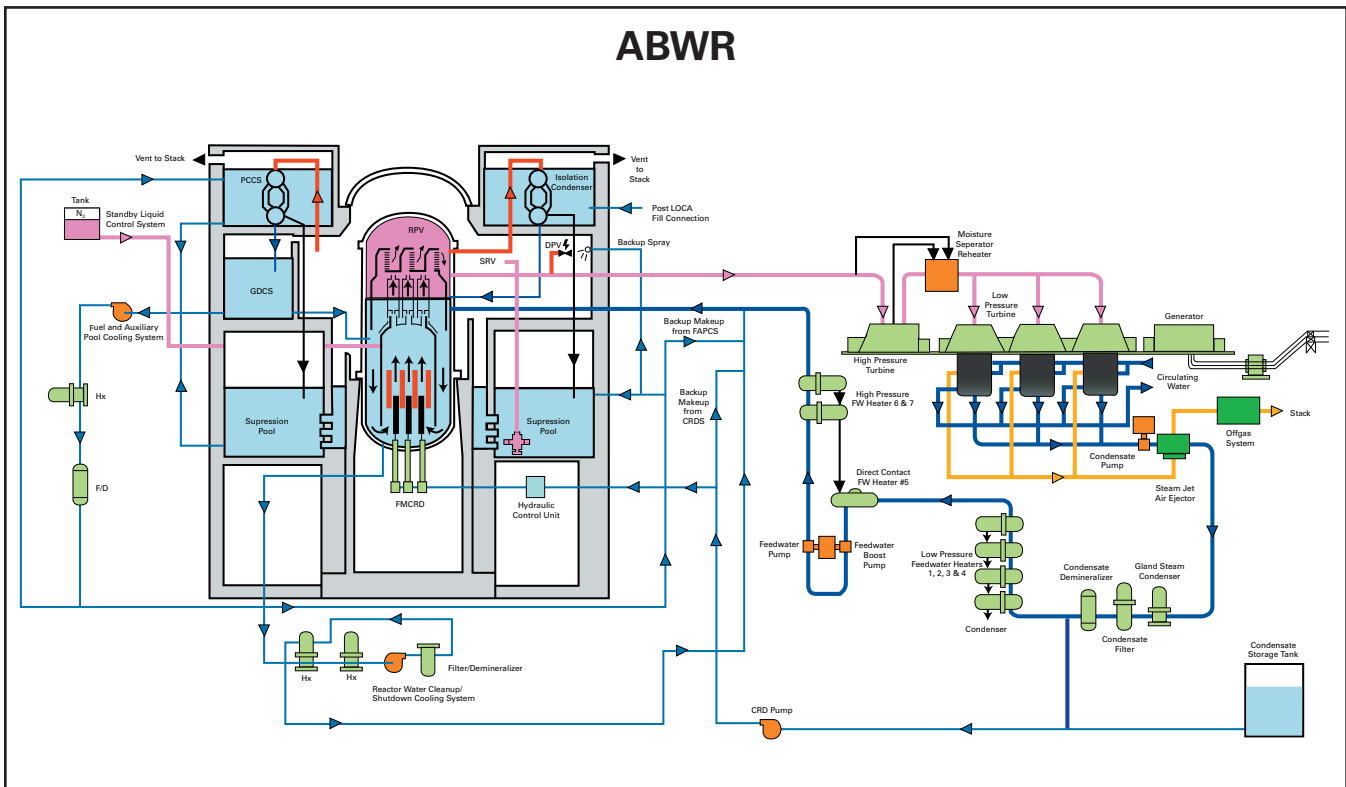 ABWR
Vent to Stack
PCCS
Isolation
Condenser
Vent
to
Stack
Tank
N₂
Standby Liquid
Control System
Post LOCA
Fill Connection
RPV
DPV
Backup Spray
SRV
GDCS
Fuel and Auxiliary
Pool Cooling System
Backup Makeup
from FAPCS
Moisture
Seperator
Reheater
Low
Pressure
Turbine
Generator
High Pressure
Turbine
Circulating
Water
Hx
Supression
Pool
Supression
Pool
Backup
Makeup
from
CRDS
High Pressure
FW Heater 6 & 7
Condensate
Pump
Offgas
System
Stack
Steam Jet
Air Ejector
F/D
FMCRD
Hydraulic
Control Unit
Direct Contact
FW Heater #5
Feedwater
Pump
Feedwater
Boost
Pump
Low Pressure
Feedwater Heaters
1, 2, 3 & 4
Condenser
Condensate
Demineralizer
Gland Steam
Condenser
Condensate
Filter
Condensate
Storage Tank
Hx
Hx
Filter/Demineralizer
Reactor Water Cleanup/
Shutdown Cooling System
CRD Pump